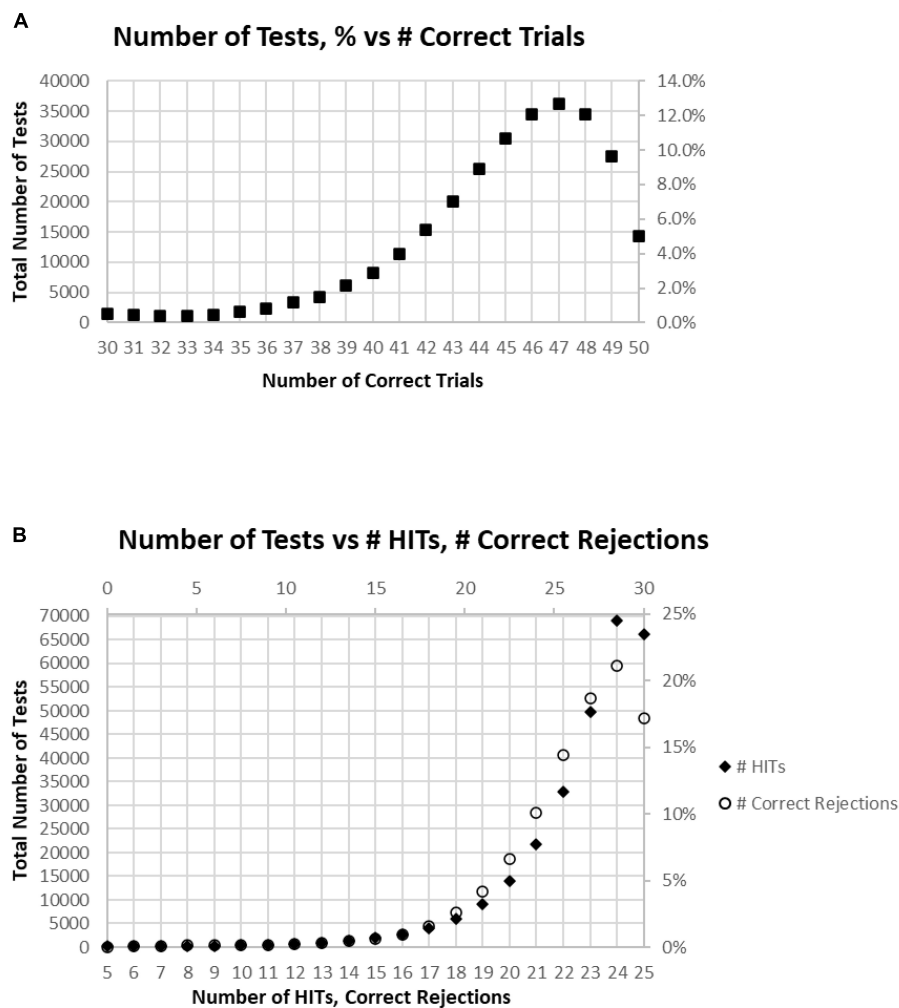 A
Number of Tests, % vs # Correct Trials
40000
35000
30000
25000
20000
15000
10000
5000
0
Total Number of Tests
14.0%
12.0%
10.0%
8.0%
6.0%
4.0%
2.0%
0.0%
30 31 32 33 34 35 36 37 38 39 40 41 42 43 44 45 46 47 48 49 50
Number of Correct Trials
B
Number of Tests vs # HITs, # Correct Rejections
0 5 10 15 20 25 30
70000
65000
60000
55000
50000
45000
40000
35000
30000
25000
20000
15000
10000
5000
0
Total Number of Tests
25%
20%
15%
10%
5%
0%
# HITs
# Correct Rejections
5 6 7 8 9 10 11 12 13 14 15 16 17 18 19 20 21 22 23 24 25
Number of HITs, Correct Rejections